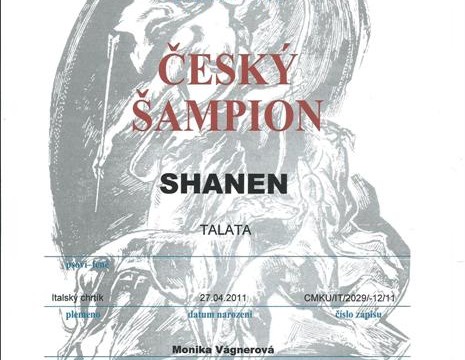 ČESKÝ
ŠAMPION
SHANEN
TALATA
psovi-feně
Italský chrtík 27.04.2011 CMKU/IT/2029/-12/11
plemeno datum narození číslo zápisu
Monika Vágnerová